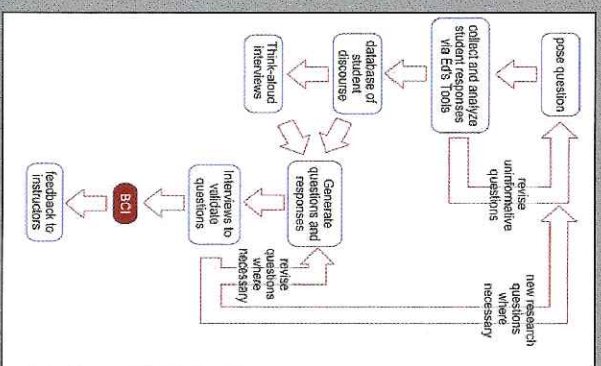 pose question
collect and analyze
student responses
via Ed's Tools
revise
uninformative
questions
database of
student
discourse
Think-aloud
interviews
Generate
questions and
responses
Interviews to
validate
questions
revise
questions
where
necessary
new research
questions
where
necessary
BCI
feedback to
instructors